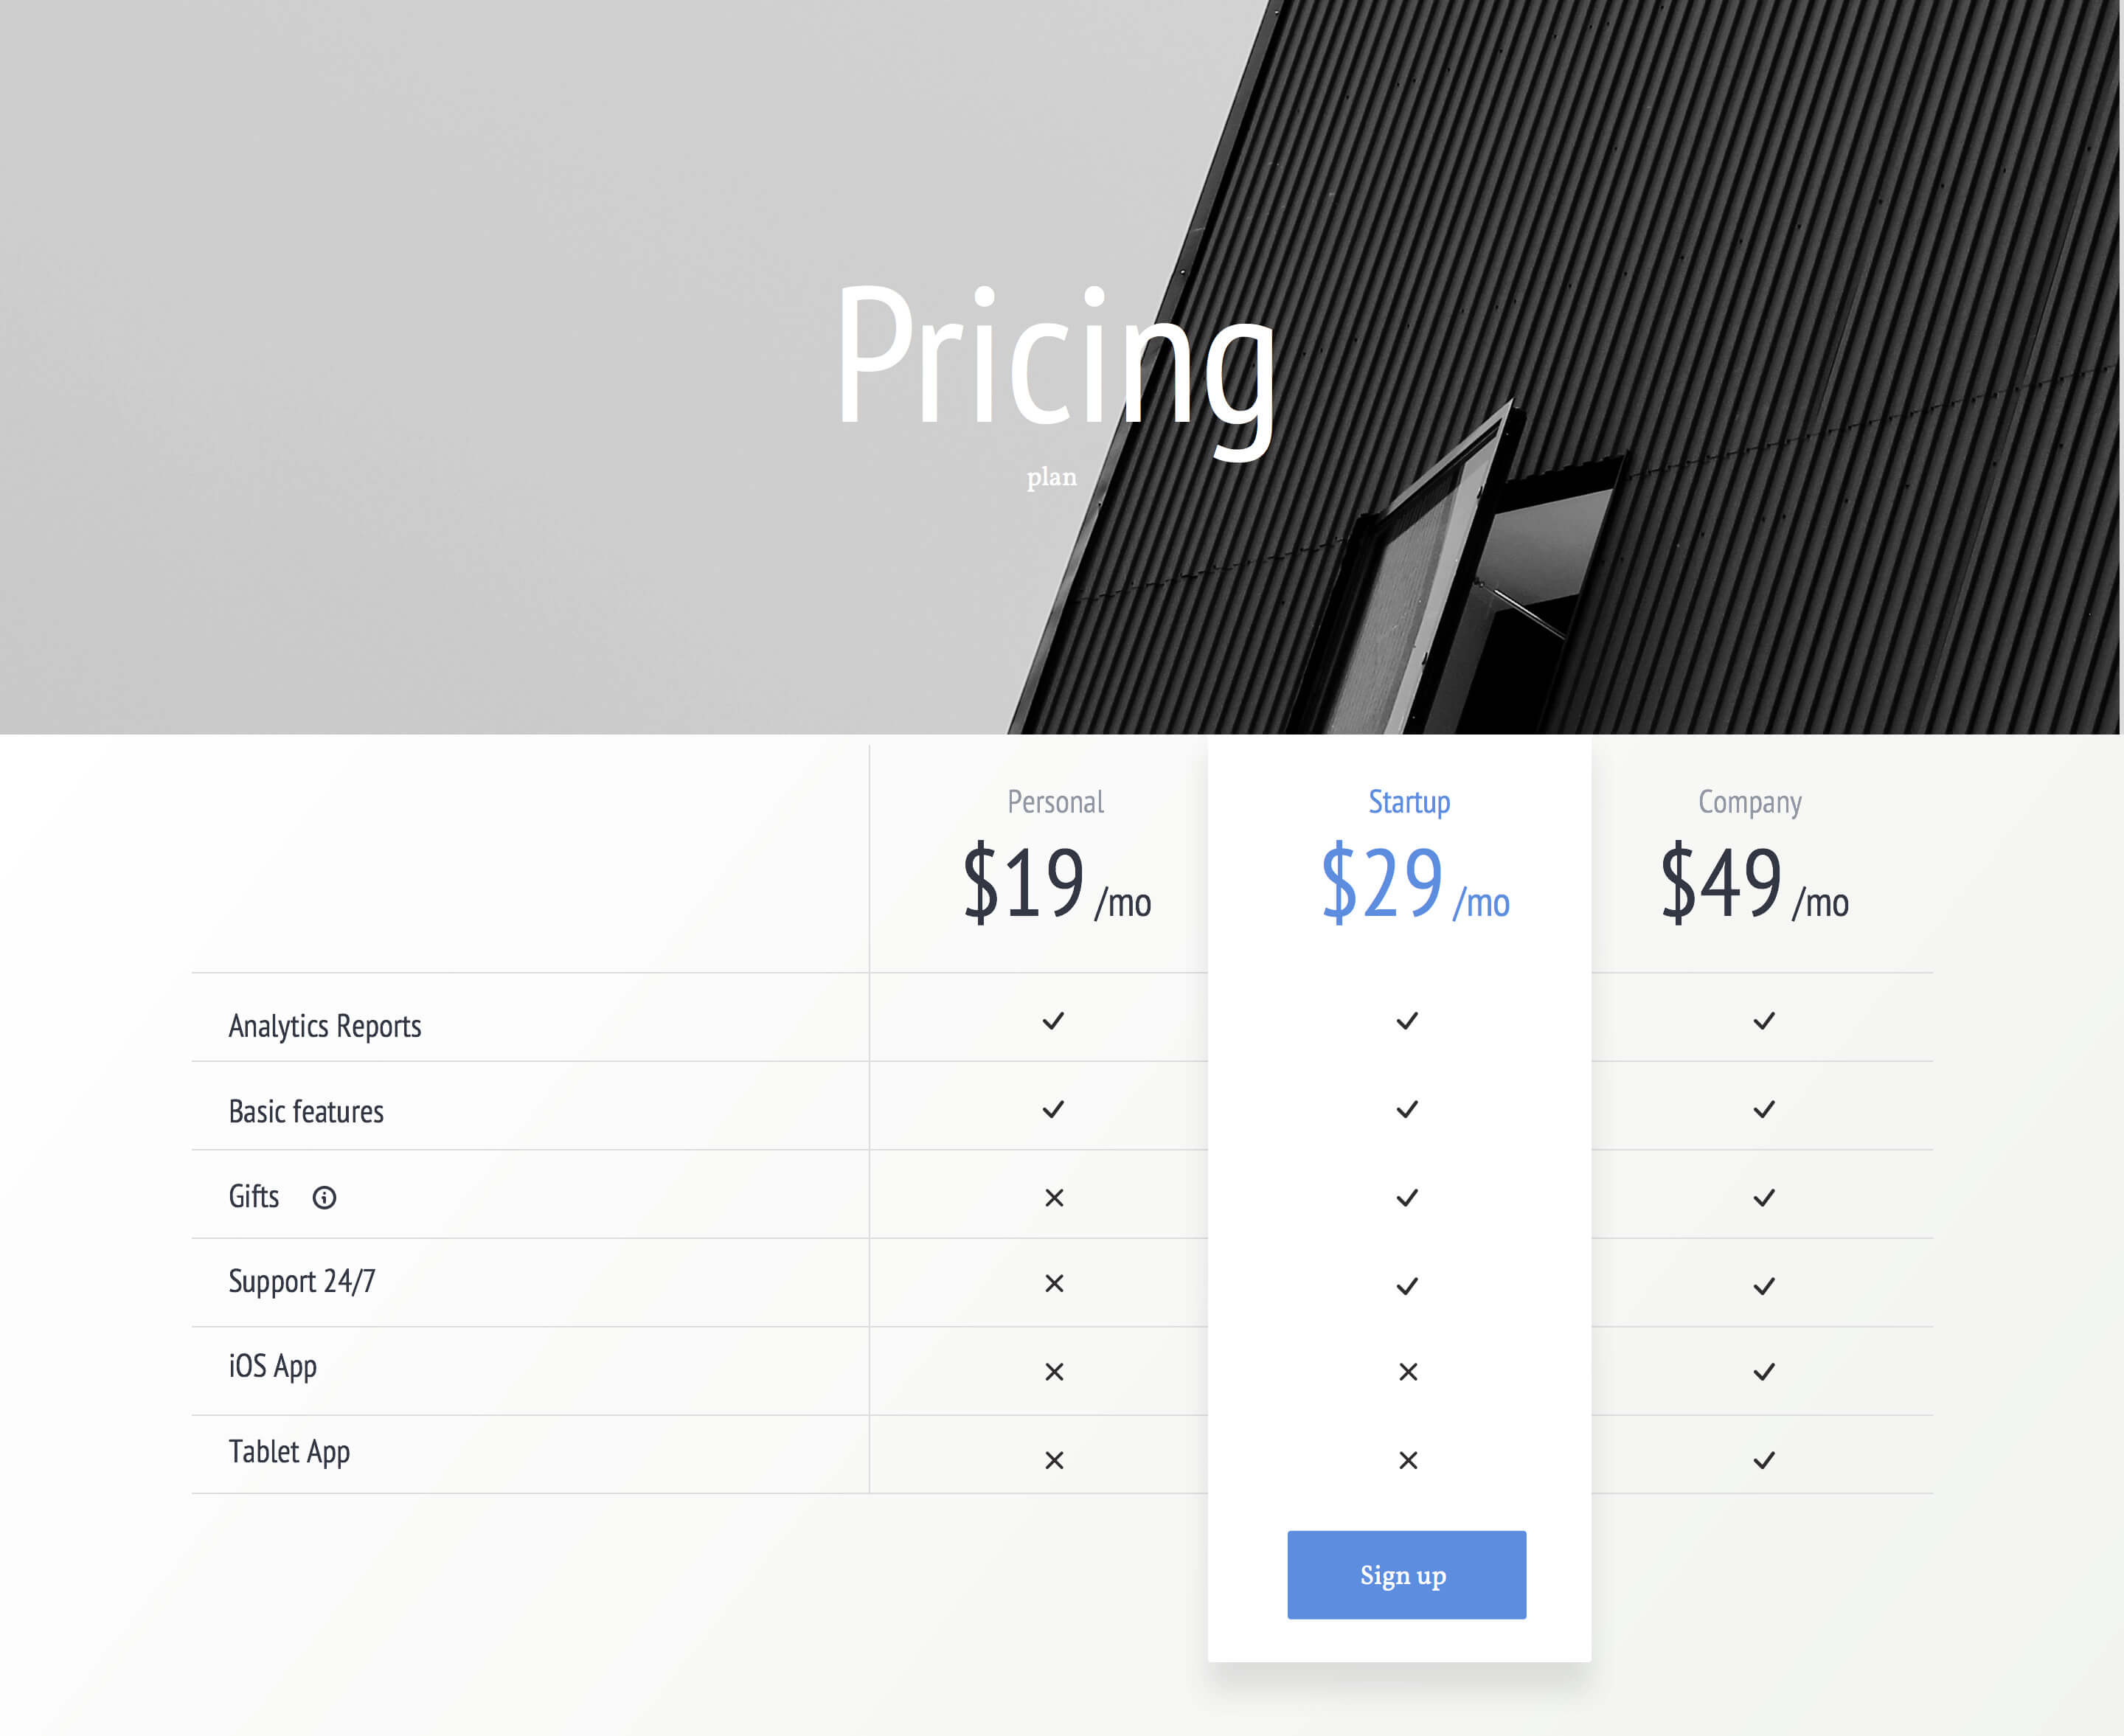 Pricing
plan
Personal
Startup
Company
$19 /mo
$29 /mo
$49 /mo
Analytics Reports
Basic features
Gifts
Support 24/7
iOS App
Tablet App
Sign up